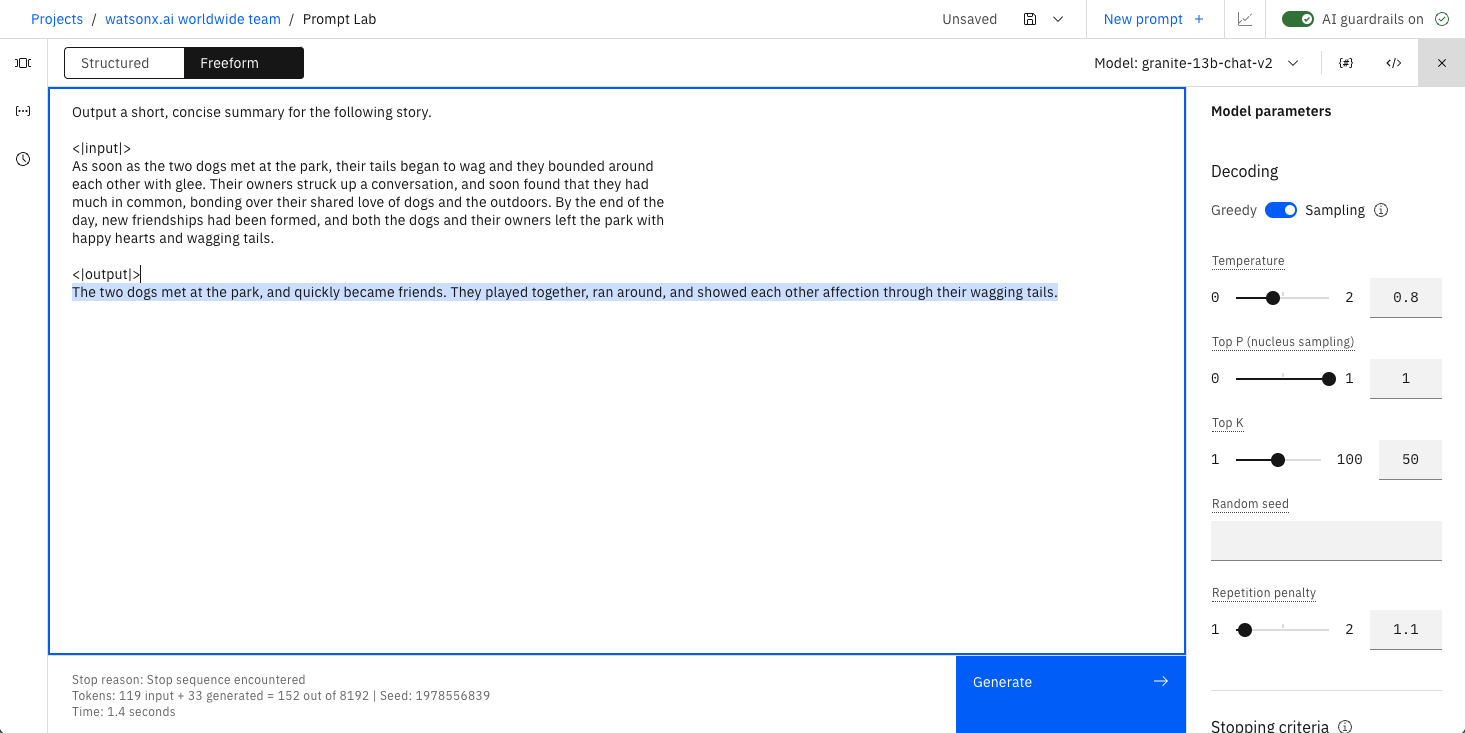 Projects / watsonx.ai worldwide team / Prompt Lab
Unsaved
New prompt +
AI guardrails on
Structured
Freeform
Model: granite-13b-chat-v2
{#}
</>
Output a short, concise summary for the following story.
<|input|>
As soon as the two dogs met at the park, their tails began to wag and they bounded around
each other with glee. Their owners struck up a conversation, and soon found that they had
much in common, bonding over their shared love of dogs and the outdoors. By the end of the
day, new friendships had been formed, and both the dogs and their owners left the park with
happy hearts and wagging tails.
<|output|>
The two dogs met at the park, and quickly became friends. They played together, ran around, and showed each other affection through their wagging tails.
Stop reason: Stop sequence encountered
Tokens: 119 input + 33 generated = 152 out of 8192 | Seed: 1978556839
Time: 1.4 seconds
Generate
Model parameters
Decoding
Greedy Sampling
Temperature
0 2 0.8
Top P (nucleus sampling)
0 1 1
Top K
1 100 50
Random seed
Repetition penalty
1 2 1.1
Stopping criteria